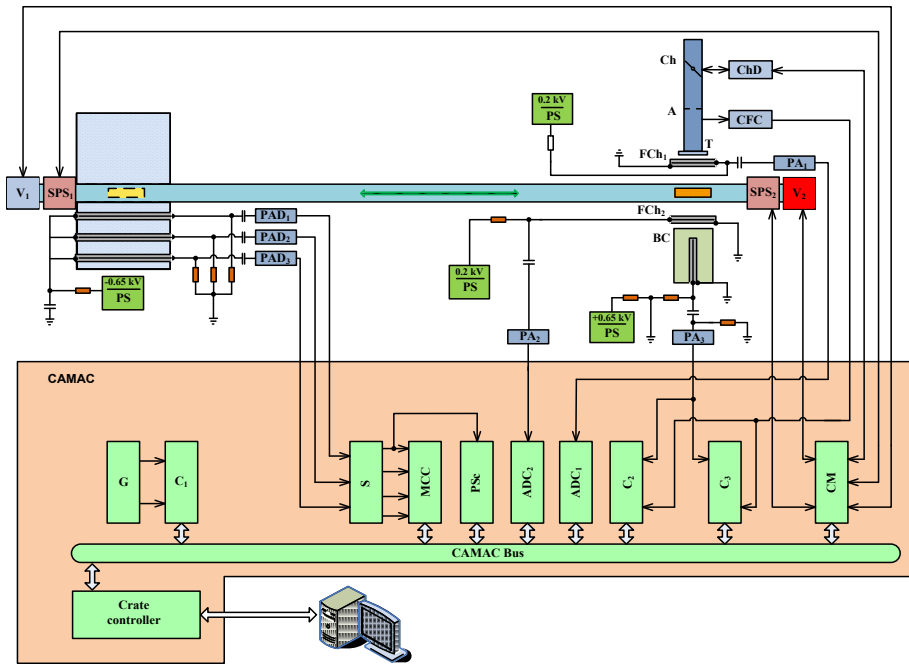 Ch
ChD
0.2 kV
PS
A
CFC
T
FCh₁
PA₁
V₁
SPS₁
SPS₂
V₂
PAD₁
FCh₂
PAD₂
BC
PAD₃
-0.65 kV
PS
0.2 kV
PS
+0.65 kV
PS
PA₂
PA₃
CAMAC
G
C₁
S
MCC
PSc
ADC₂
ADC₁
C₂
C₃
CM
CAMAC Bus
Crate
controller